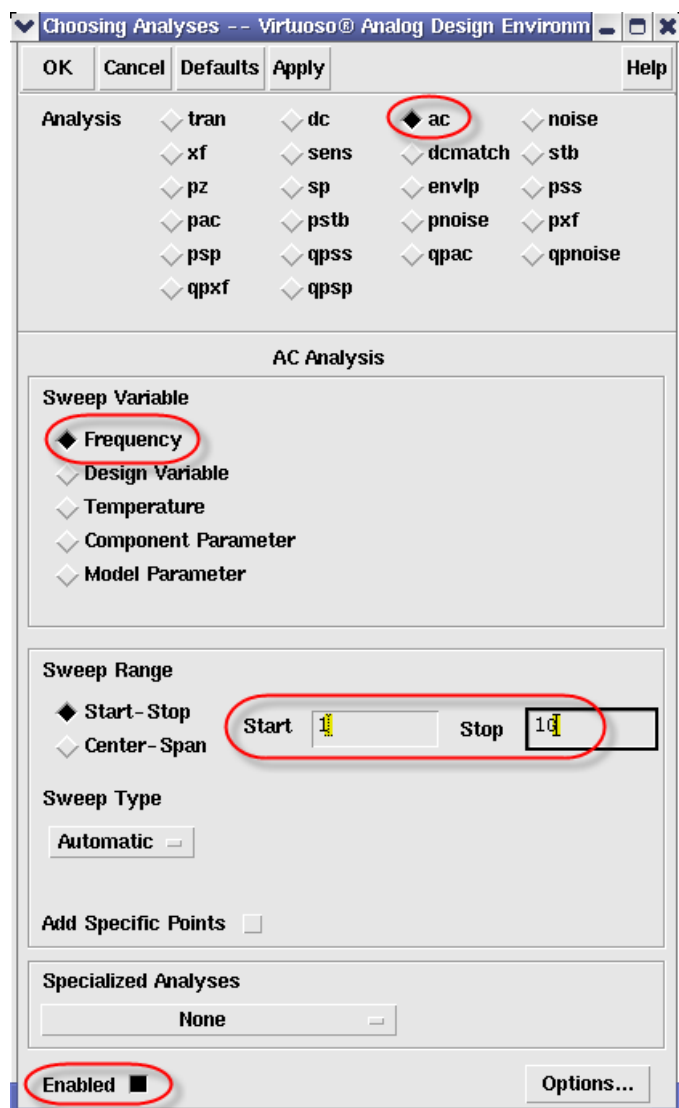 Choosing Analyses -- Virtuoso® Analog Design Environm
OK Cancel Defaults Apply Help
Analysis tran dc ac noise
xf sens dcmatch stb
pz sp envlp pss
pac pstb pnoise pxf
psp qpss qpac qpnoise
qpxf qpsp
AC Analysis
Sweep Variable
Frequency
Design Variable
Temperature
Component Parameter
Model Parameter
Sweep Range
Start-Stop
Center-Span
Start 1 Stop
Sweep Type
Automatic
Add Specific Points
Specialized Analyses
None
Enabled Options...